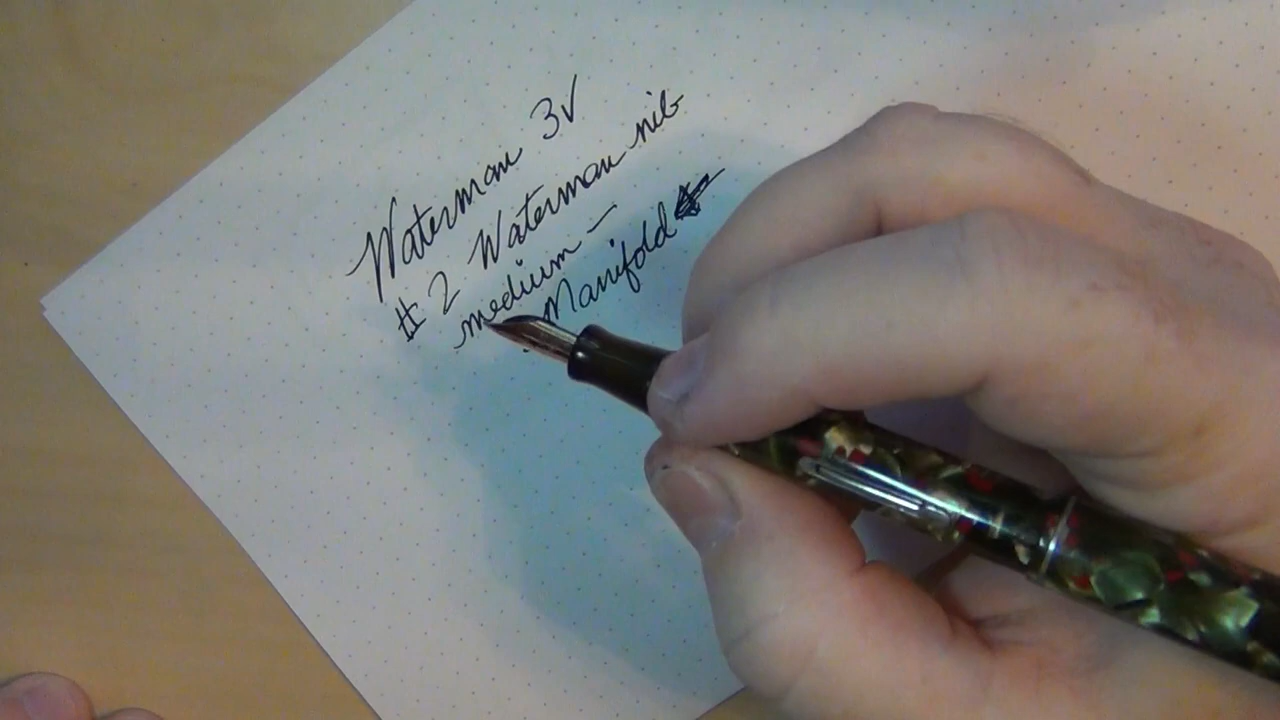 Waterman 3V
# 2 Waterman nib
medium -
Manifold